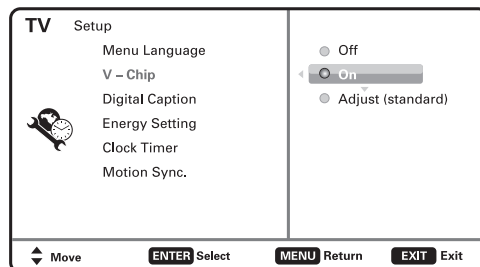 TV Setup
Menu Language
V – Chip
Digital Caption
Energy Setting
Clock Timer
Motion Sync.
Off
On
Adjust (standard)
Move ENTER Select MENU Return EXIT Exit